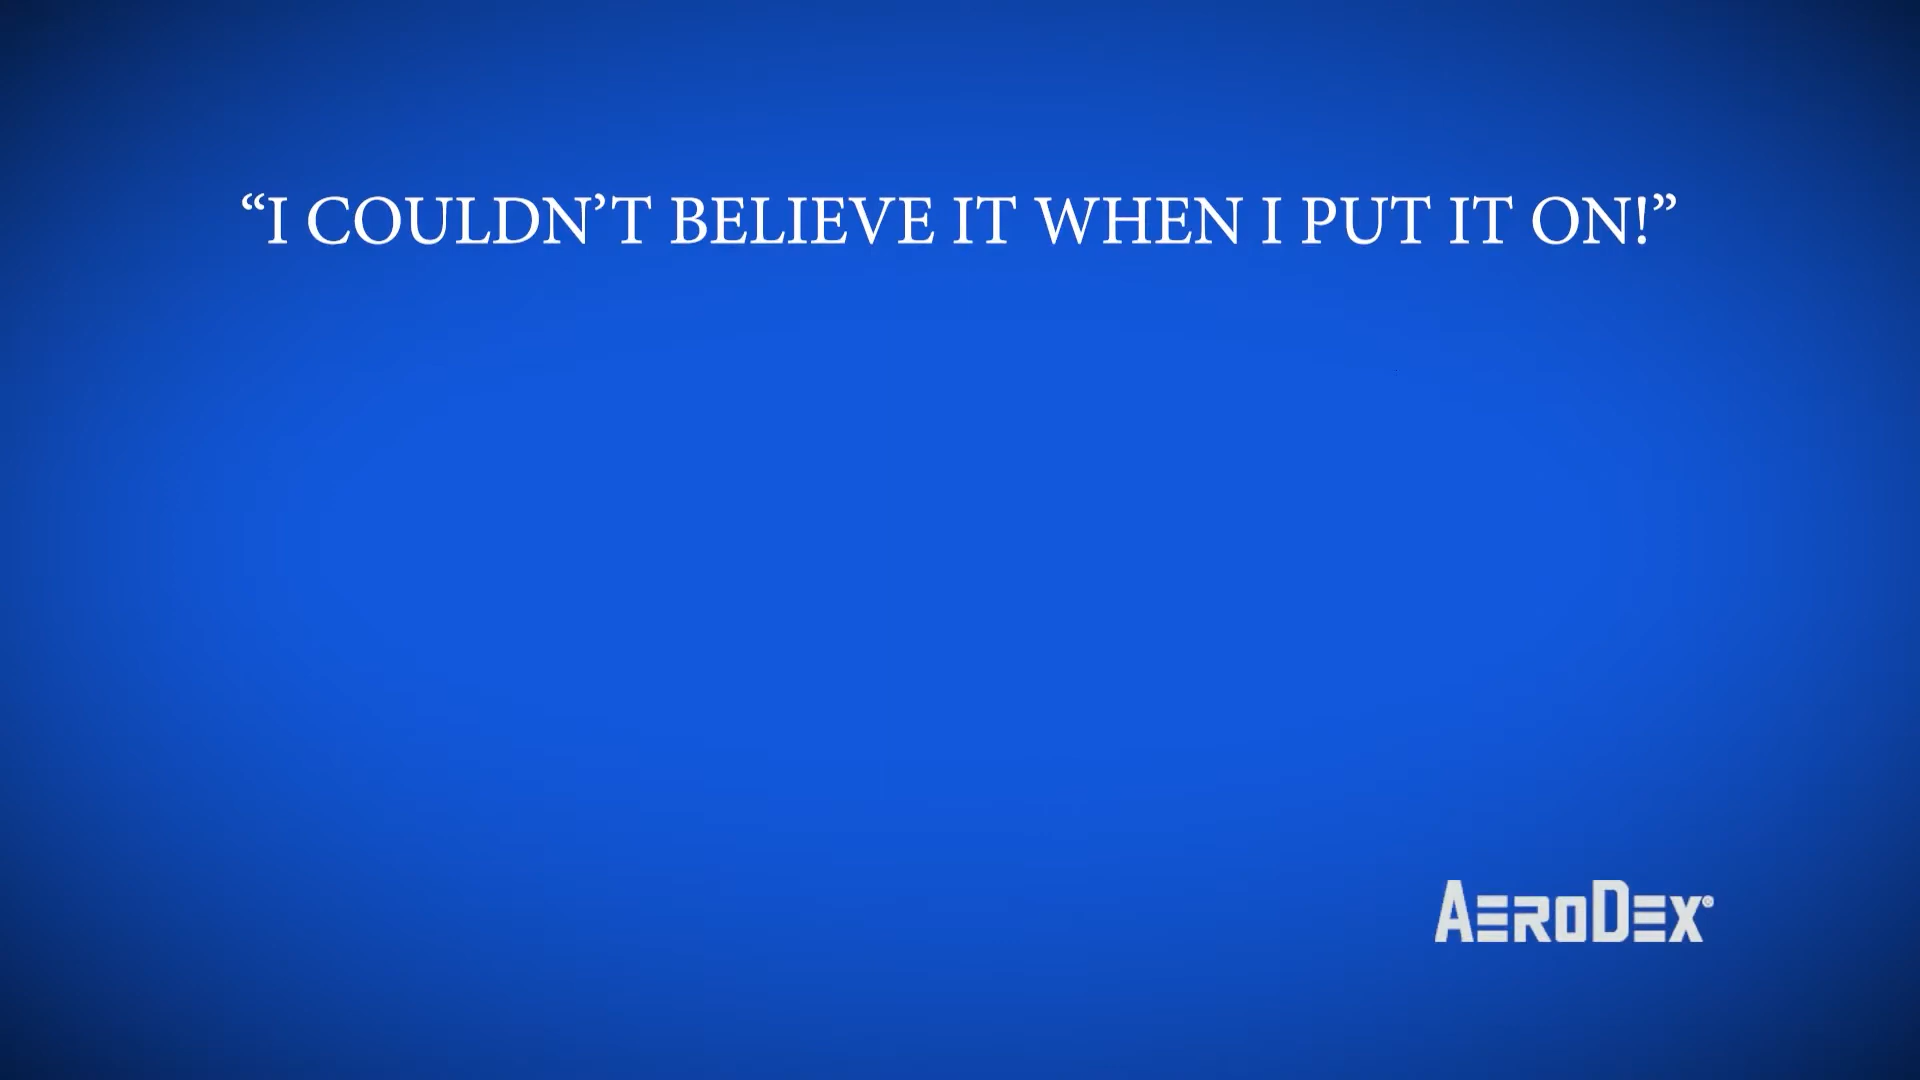 “I COULDN’T BELIEVE IT WHEN I PUT IT ON!”
AERODEX®